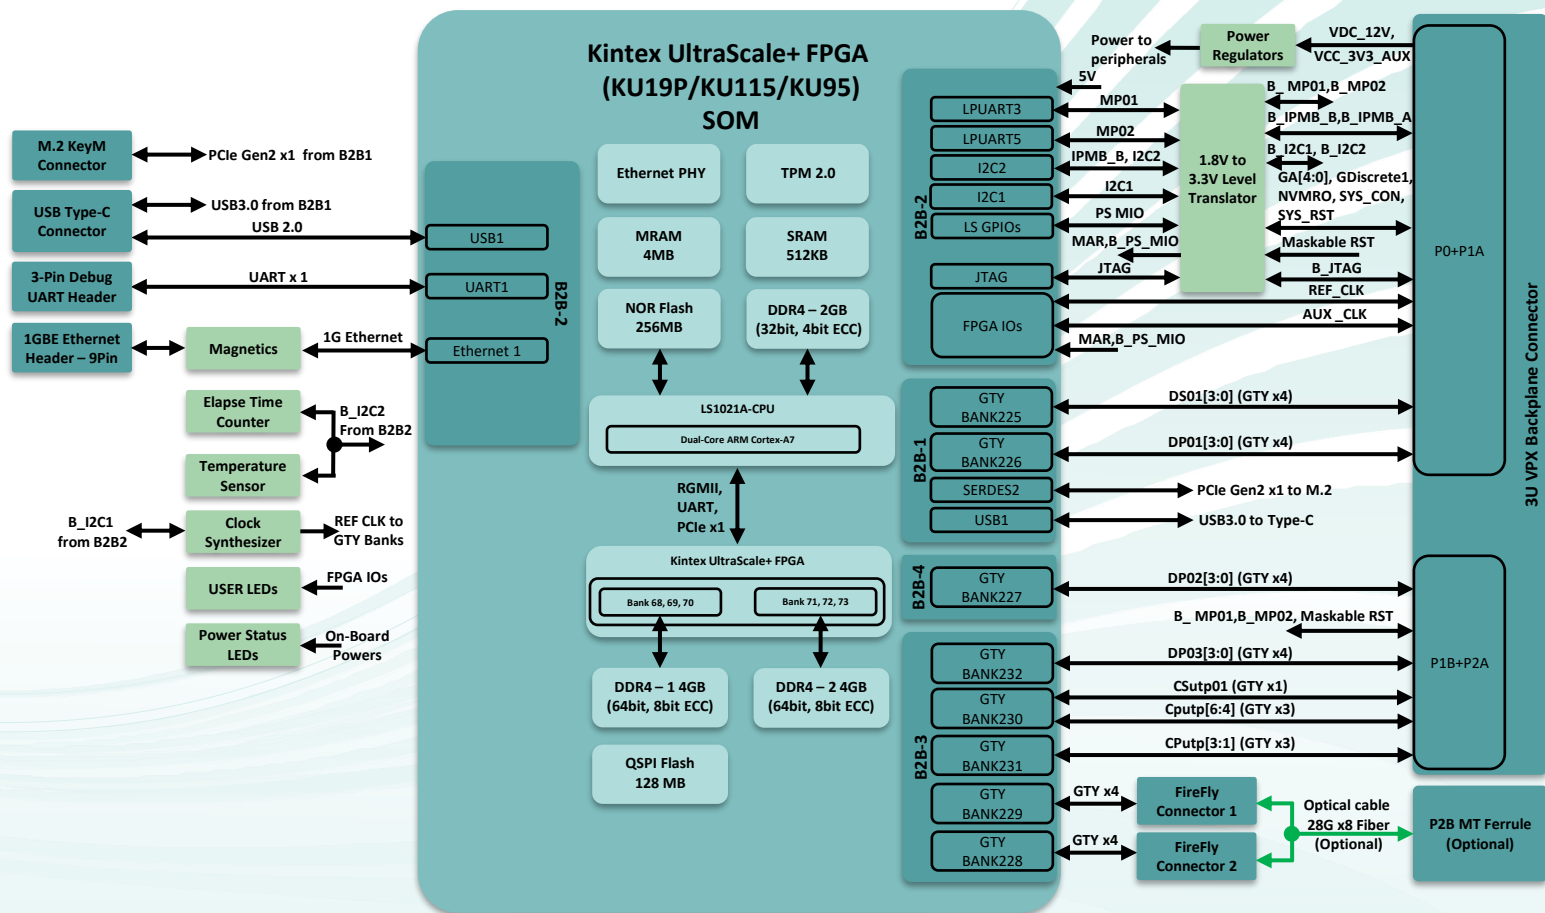 Kintex UltraScale+ FPGA
(KU19P/KU115/KU95)
SOM
M.2 KeyM
Connector
PCIe Gen2 x1 from B2B1
USB Type-C
Connector
USB3.0 from B2B1
USB 2.0
3-Pin Debug
UART Header
UART x 1
1GBE Ethernet
Header – 9Pin
Magnetics
1G Ethernet
Elapse Time
Counter
B_I2C2
From B2B2
Temperature
Sensor
B_I2C1
from B2B2
Clock
Synthesizer
REF CLK to
GTY Banks
USER LEDs
FPGA IOs
Power Status
LEDs
On-Board
Powers
USB1
UART1
Ethernet 1
B2B-2
Ethernet PHY
TPM 2.0
MRAM
4MB
SRAM
512KB
NOR Flash
256MB
DDR4 – 2GB
(32bit, 4bit ECC)
LS1021A-CPU
Dual-Core ARM Cortex-A7
RGMII,
UART,
PCIe x1
Kintex UltraScale+ FPGA
Bank 68, 69, 70
Bank 71, 72, 73
DDR4 – 1 4GB
(64bit, 8bit ECC)
DDR4 – 2 4GB
(64bit, 8bit ECC)
QSPI Flash
128 MB
B2B-2
LPUART3
LPUART5
I2C2
I2C1
LS GPIOs
JTAG
FPGA IOs
B2B-1
GTY
BANK225
GTY
BANK226
SERDES2
USB1
B2B-4
GTY
BANK227
B2B-3
GTY
BANK232
GTY
BANK230
GTY
BANK231
GTY
BANK229
GTY
BANK228
Power to
peripherals
Power
Regulators
VDC_12V,
VCC_3V3_AUX
5V
MP01
MP02
IPMB_B, I2C2
I2C1
PS MIO
MAR,B_PS_MIO
JTAG
1.8V to
3.3V Level
Translator
B_ MP01,B_MP02
B_IPMB_B,B_IPMB_A
B_I2C1, B_I2C2
GA[4:0], GDiscrete1,
NVMRO, SYS_CON,
SYS_RST
Maskable RST
B_JTAG
REF_CLK
AUX _CLK
MAR,B_PS_MIO
DS01[3:0] (GTY x4)
DP01[3:0] (GTY x4)
PCIe Gen2 x1 to M.2
USB3.0 to Type-C
DP02[3:0] (GTY x4)
B_ MP01,B_MP02, Maskable RST
DP03[3:0] (GTY x4)
CSutp01 (GTY x1)
Cputp[6:4] (GTY x3)
CPutp[3:1] (GTY x3)
GTY x4
FireFly
Connector 1
GTY x4
FireFly
Connector 2
Optical cable
28G x8 Fiber
(Optional)
P0+P1A
P1B+P2A
3U VPX Backplane Connector
P2B MT Ferrule
(Optional)